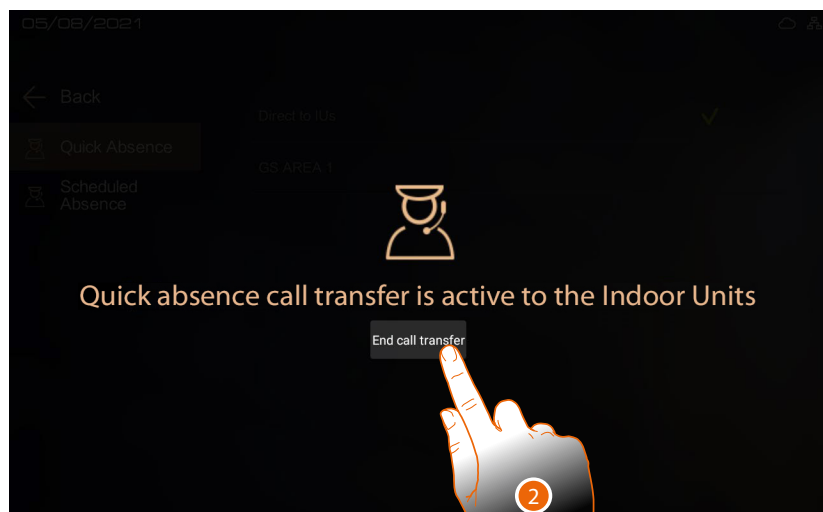 05/08/2021
Back
Direct to IUs
Quick Absence
GS AREA 1
Scheduled
Absence
Quick absence call transfer is active to the Indoor Units
End call transfer
2